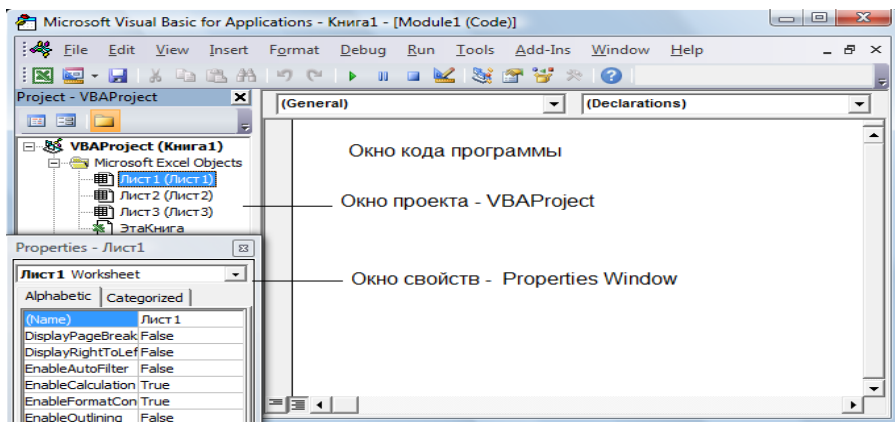 Microsoft Visual Basic for Applications - Книга1 - [Module1 (Code)]
File Edit View Insert Format Debug Run Tools Add-Ins Window Help
Project - VBAProject
(General) (Declarations)
VBAProject (Книга1)
Microsoft Excel Objects
Лист1 (Лист1)
Лист2 (Лист2)
Лист3 (Лист3)
ЭтаКнига
Окно кода программы
Окно проекта - VBAProject
Окно свойств - Properties Window
Properties - Лист1
Лист1 Worksheet
Alphabetic Categorized
(Name) Лист1
DisplayPageBreak False
DisplayRightToLef False
EnableAutoFilter False
EnableCalculation True
EnableFormatCon True
EnableOutlining False